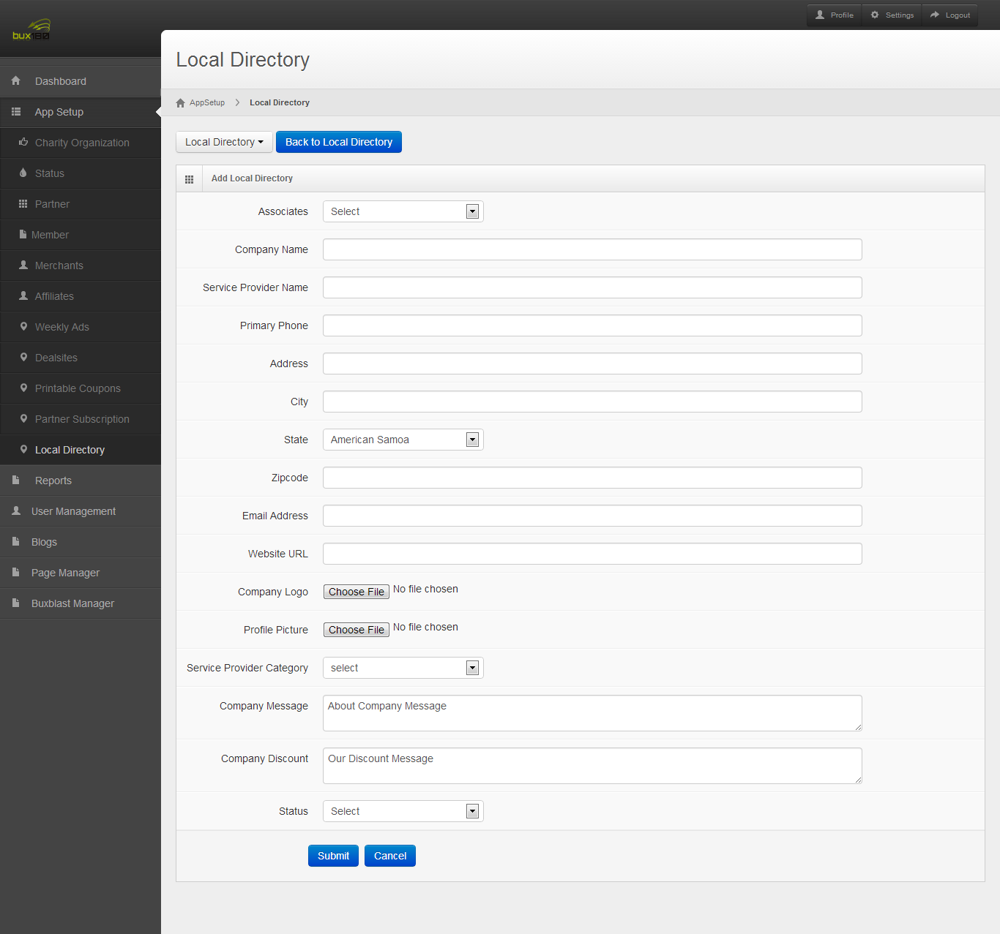 bux180
Profile
Settings
Logout
Local Directory
AppSetup
Local Directory
Dashboard
App Setup
Charity Organization
Status
Partner
Member
Merchants
Affiliates
Weekly Ads
Dealsites
Printable Coupons
Partner Subscription
Local Directory
Reports
User Management
Blogs
Page Manager
Buxblast Manager
Local Directory
Back to Local Directory
Add Local Directory
Associates Select
Company Name
Service Provider Name
Primary Phone
Address
City
State American Samoa
Zipcode
Email Address
Website URL
Company Logo Choose File No file chosen
Profile Picture Choose File No file chosen
Service Provider Category select
Company Message About Company Message
Company Discount Our Discount Message
Status Select
Submit Cancel